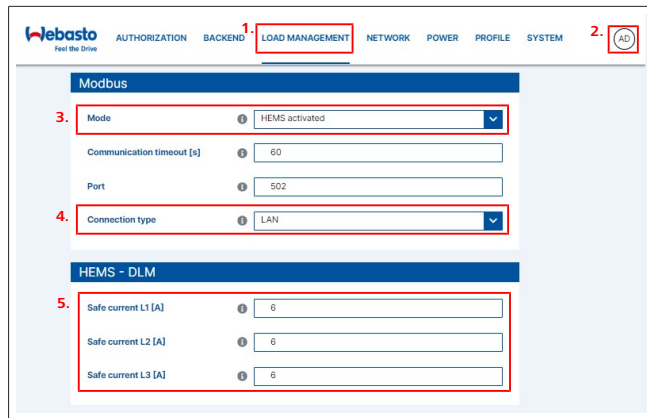 1.
2.
Webasto
Feel the Drive
AUTHORIZATION BACKEND LOAD MANAGEMENT NETWORK POWER PROFILE SYSTEM
AD
Modbus
3.
Mode i HEMS activated
Communication timeout [s] i 60
Port i 502
4.
Connection type i LAN
HEMS - DLM
5.
Safe current L1 [A] i 6
Safe current L2 [A] i 6
Safe current L3 [A] i 6